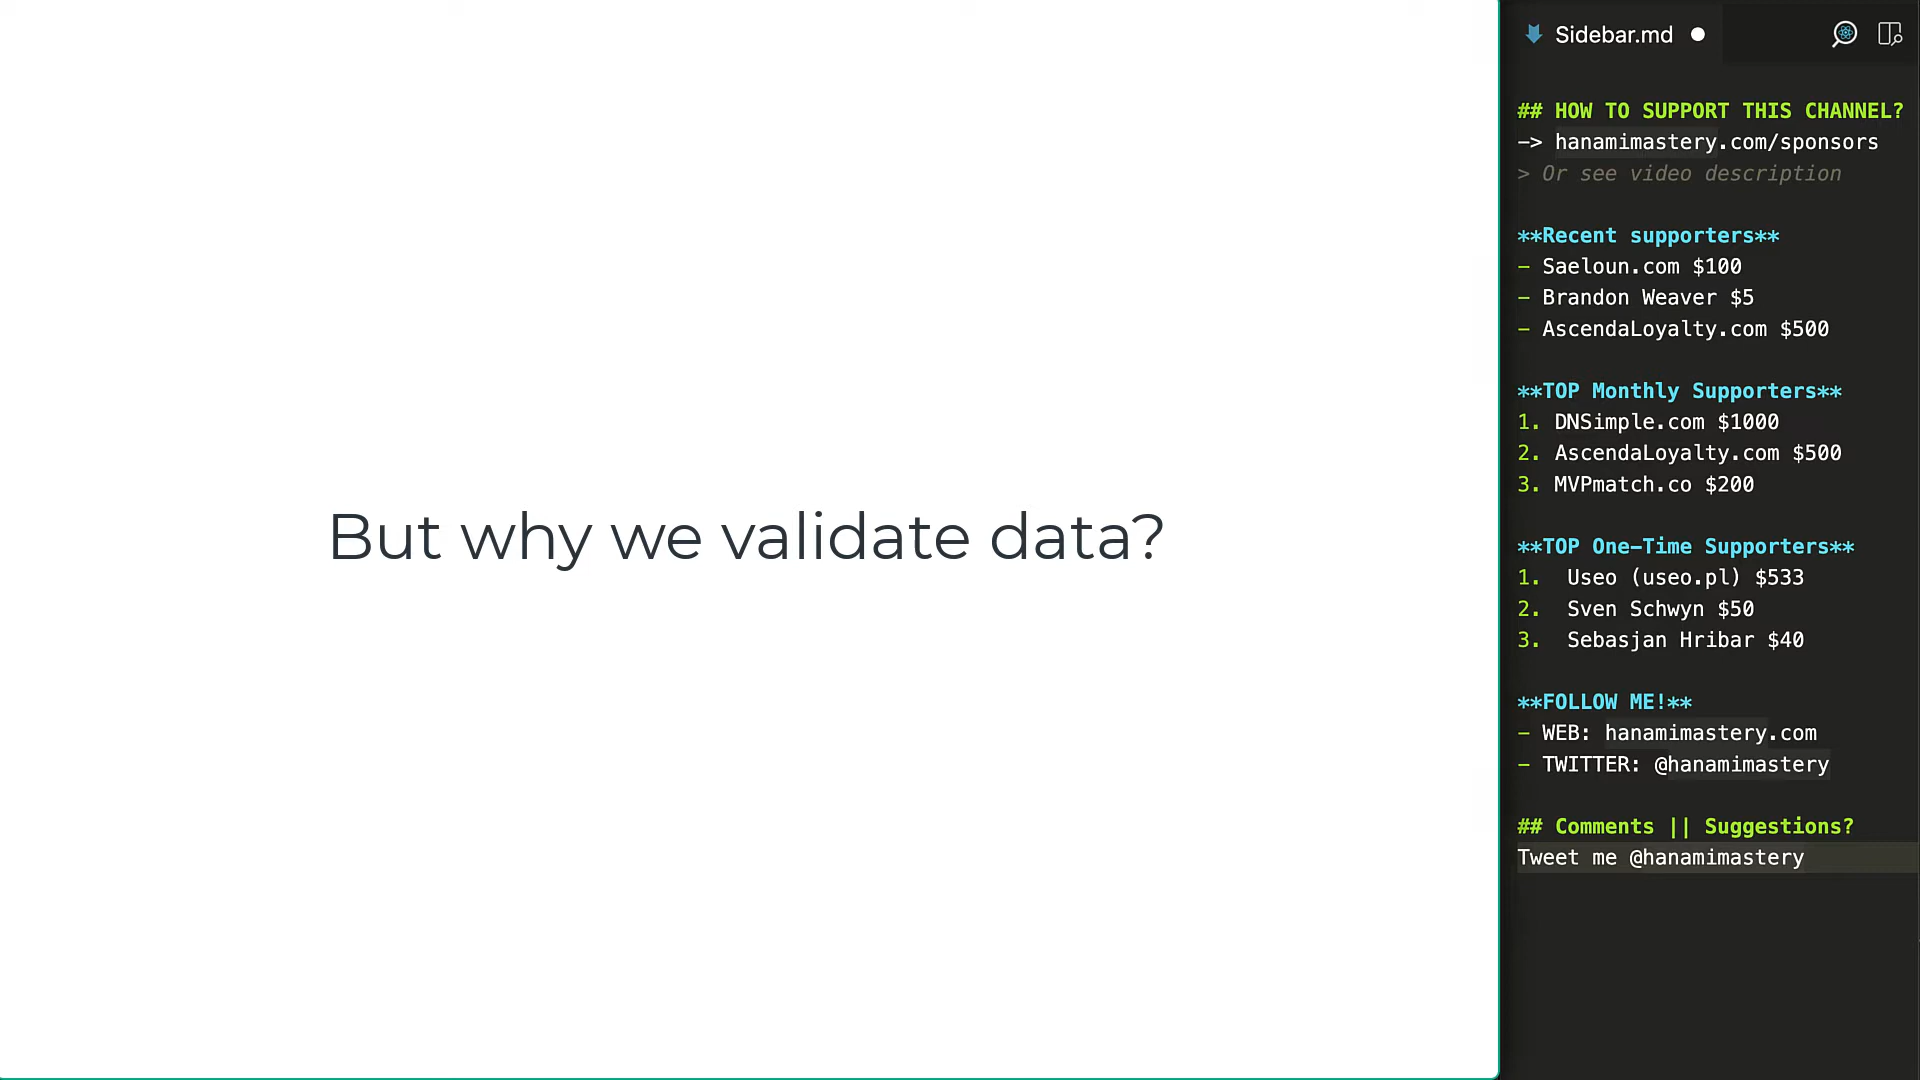 But why we validate data?
Sidebar.md
## HOW TO SUPPORT THIS CHANNEL?
-> hanamimastery.com/sponsors
> Or see video description
**Recent supporters**
- Saeloun.com $100
- Brandon Weaver $5
- AscendaLoyalty.com $500
**TOP Monthly Supporters**
1. DNSimple.com $1000
2. AscendaLoyalty.com $500
3. MVPmatch.co $200
**TOP One-Time Supporters**
1. Useo (useo.pl) $533
2. Sven Schwyn $50
3. Sebasjan Hribar $40
**FOLLOW ME!**
- WEB: hanamimastery.com
- TWITTER: @hanamimastery
## Comments || Suggestions?
Tweet me @hanamimastery